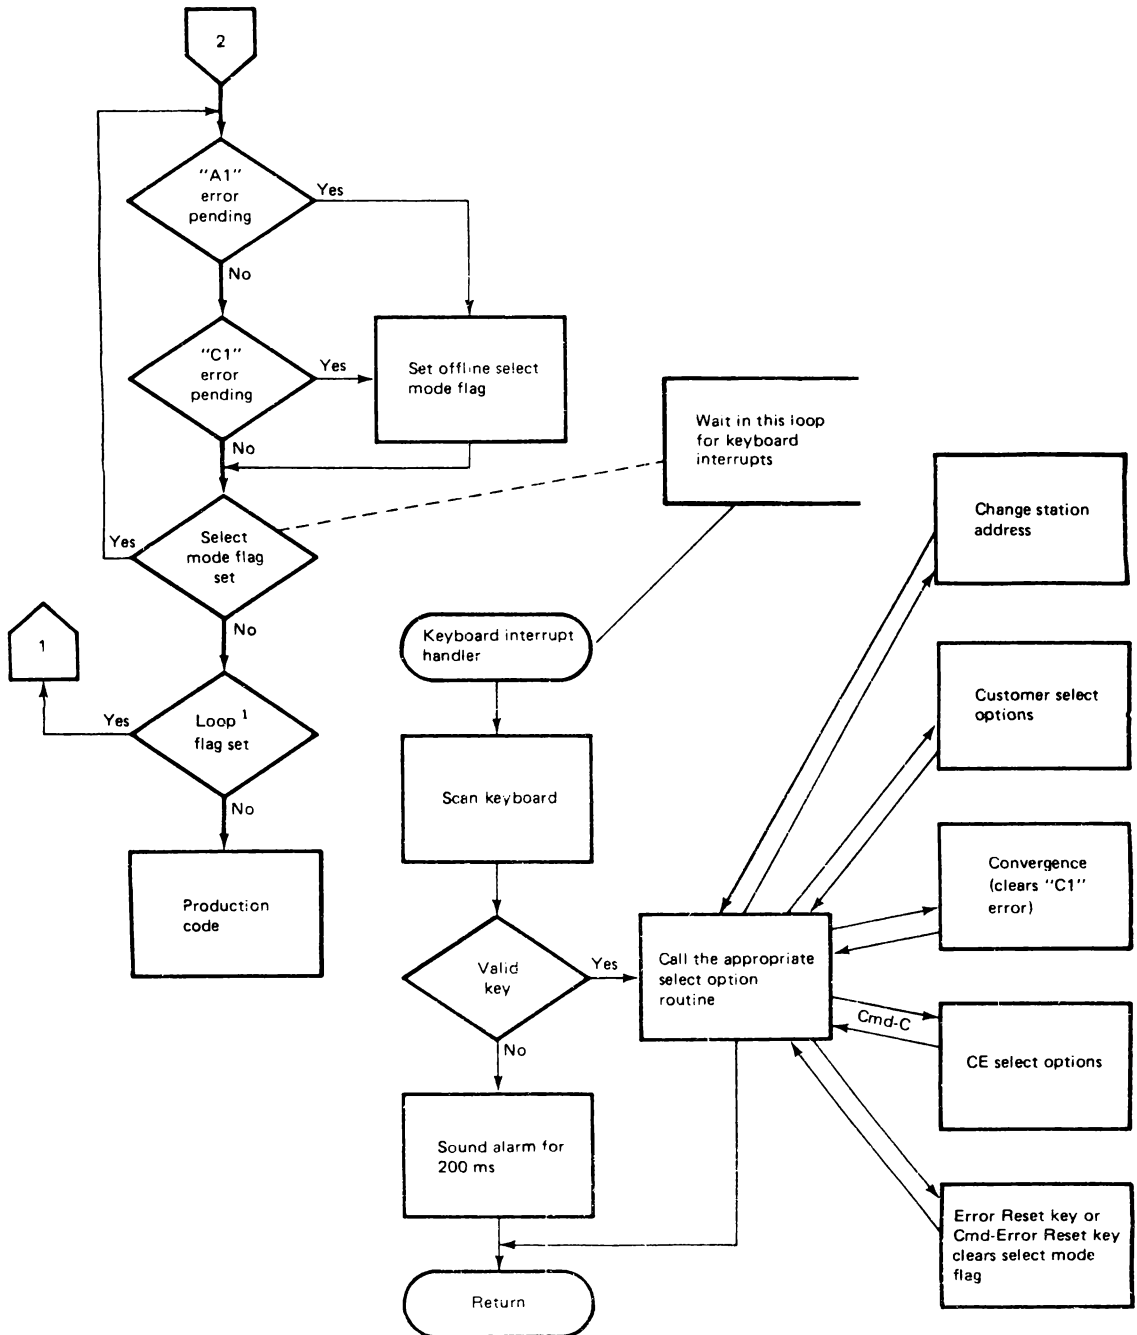 2
"A1"
error
pending
Yes
No
"C1"
error
pending
Yes
Set offline select
mode flag
No
Wait in this loop
for keyboard
interrupts
Select
mode flag
set
Yes
No
1
Loop 1
flag set
Yes
No
Production
code
Keyboard interrupt
handler
Scan keyboard
Valid
key
Yes
No
Sound alarm for
200 ms
Return
Call the appropriate
select option
routine
Change station
address
Customer select
options
Convergence
(clears "C1"
error)
Cmd-C
CE select options
Error Reset key or
Cmd-Error Reset key
clears select mode
flag